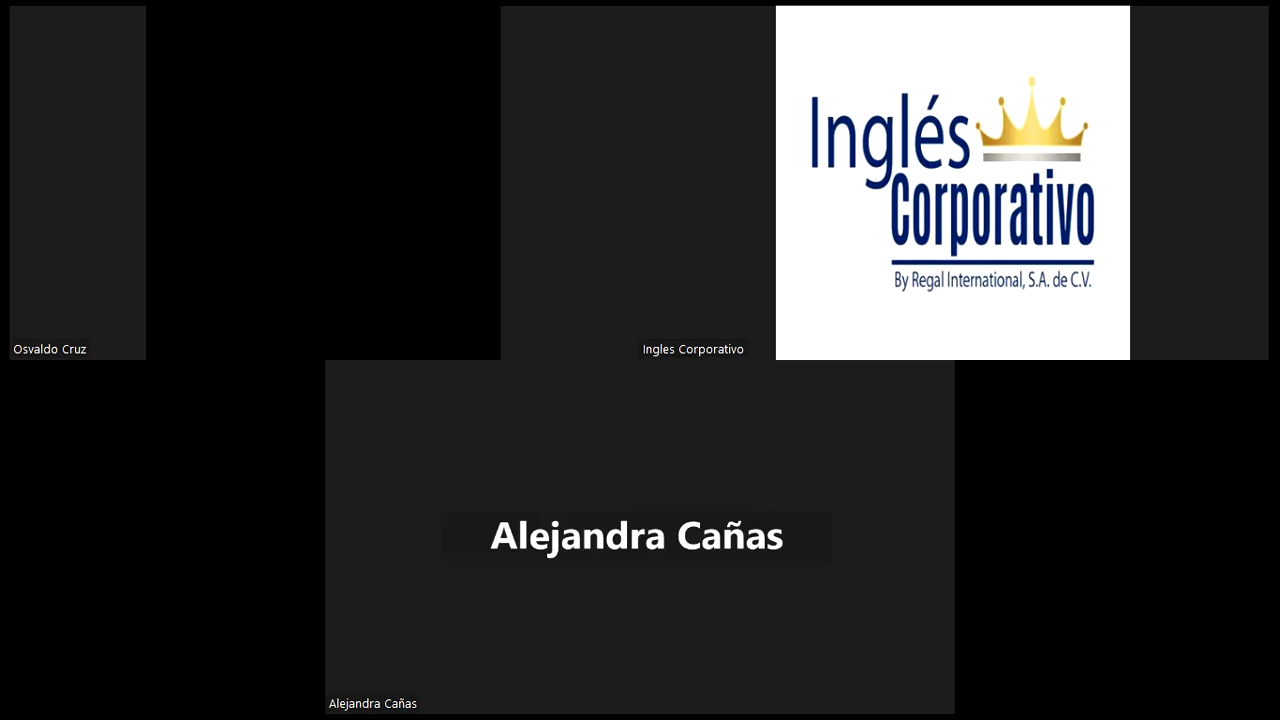 Inglés
Corporativo
By Regal International, S.A. de C.V.
Osvaldo Cruz
Ingles Corporativo
Alejandra Cañas
Alejandra Cañas